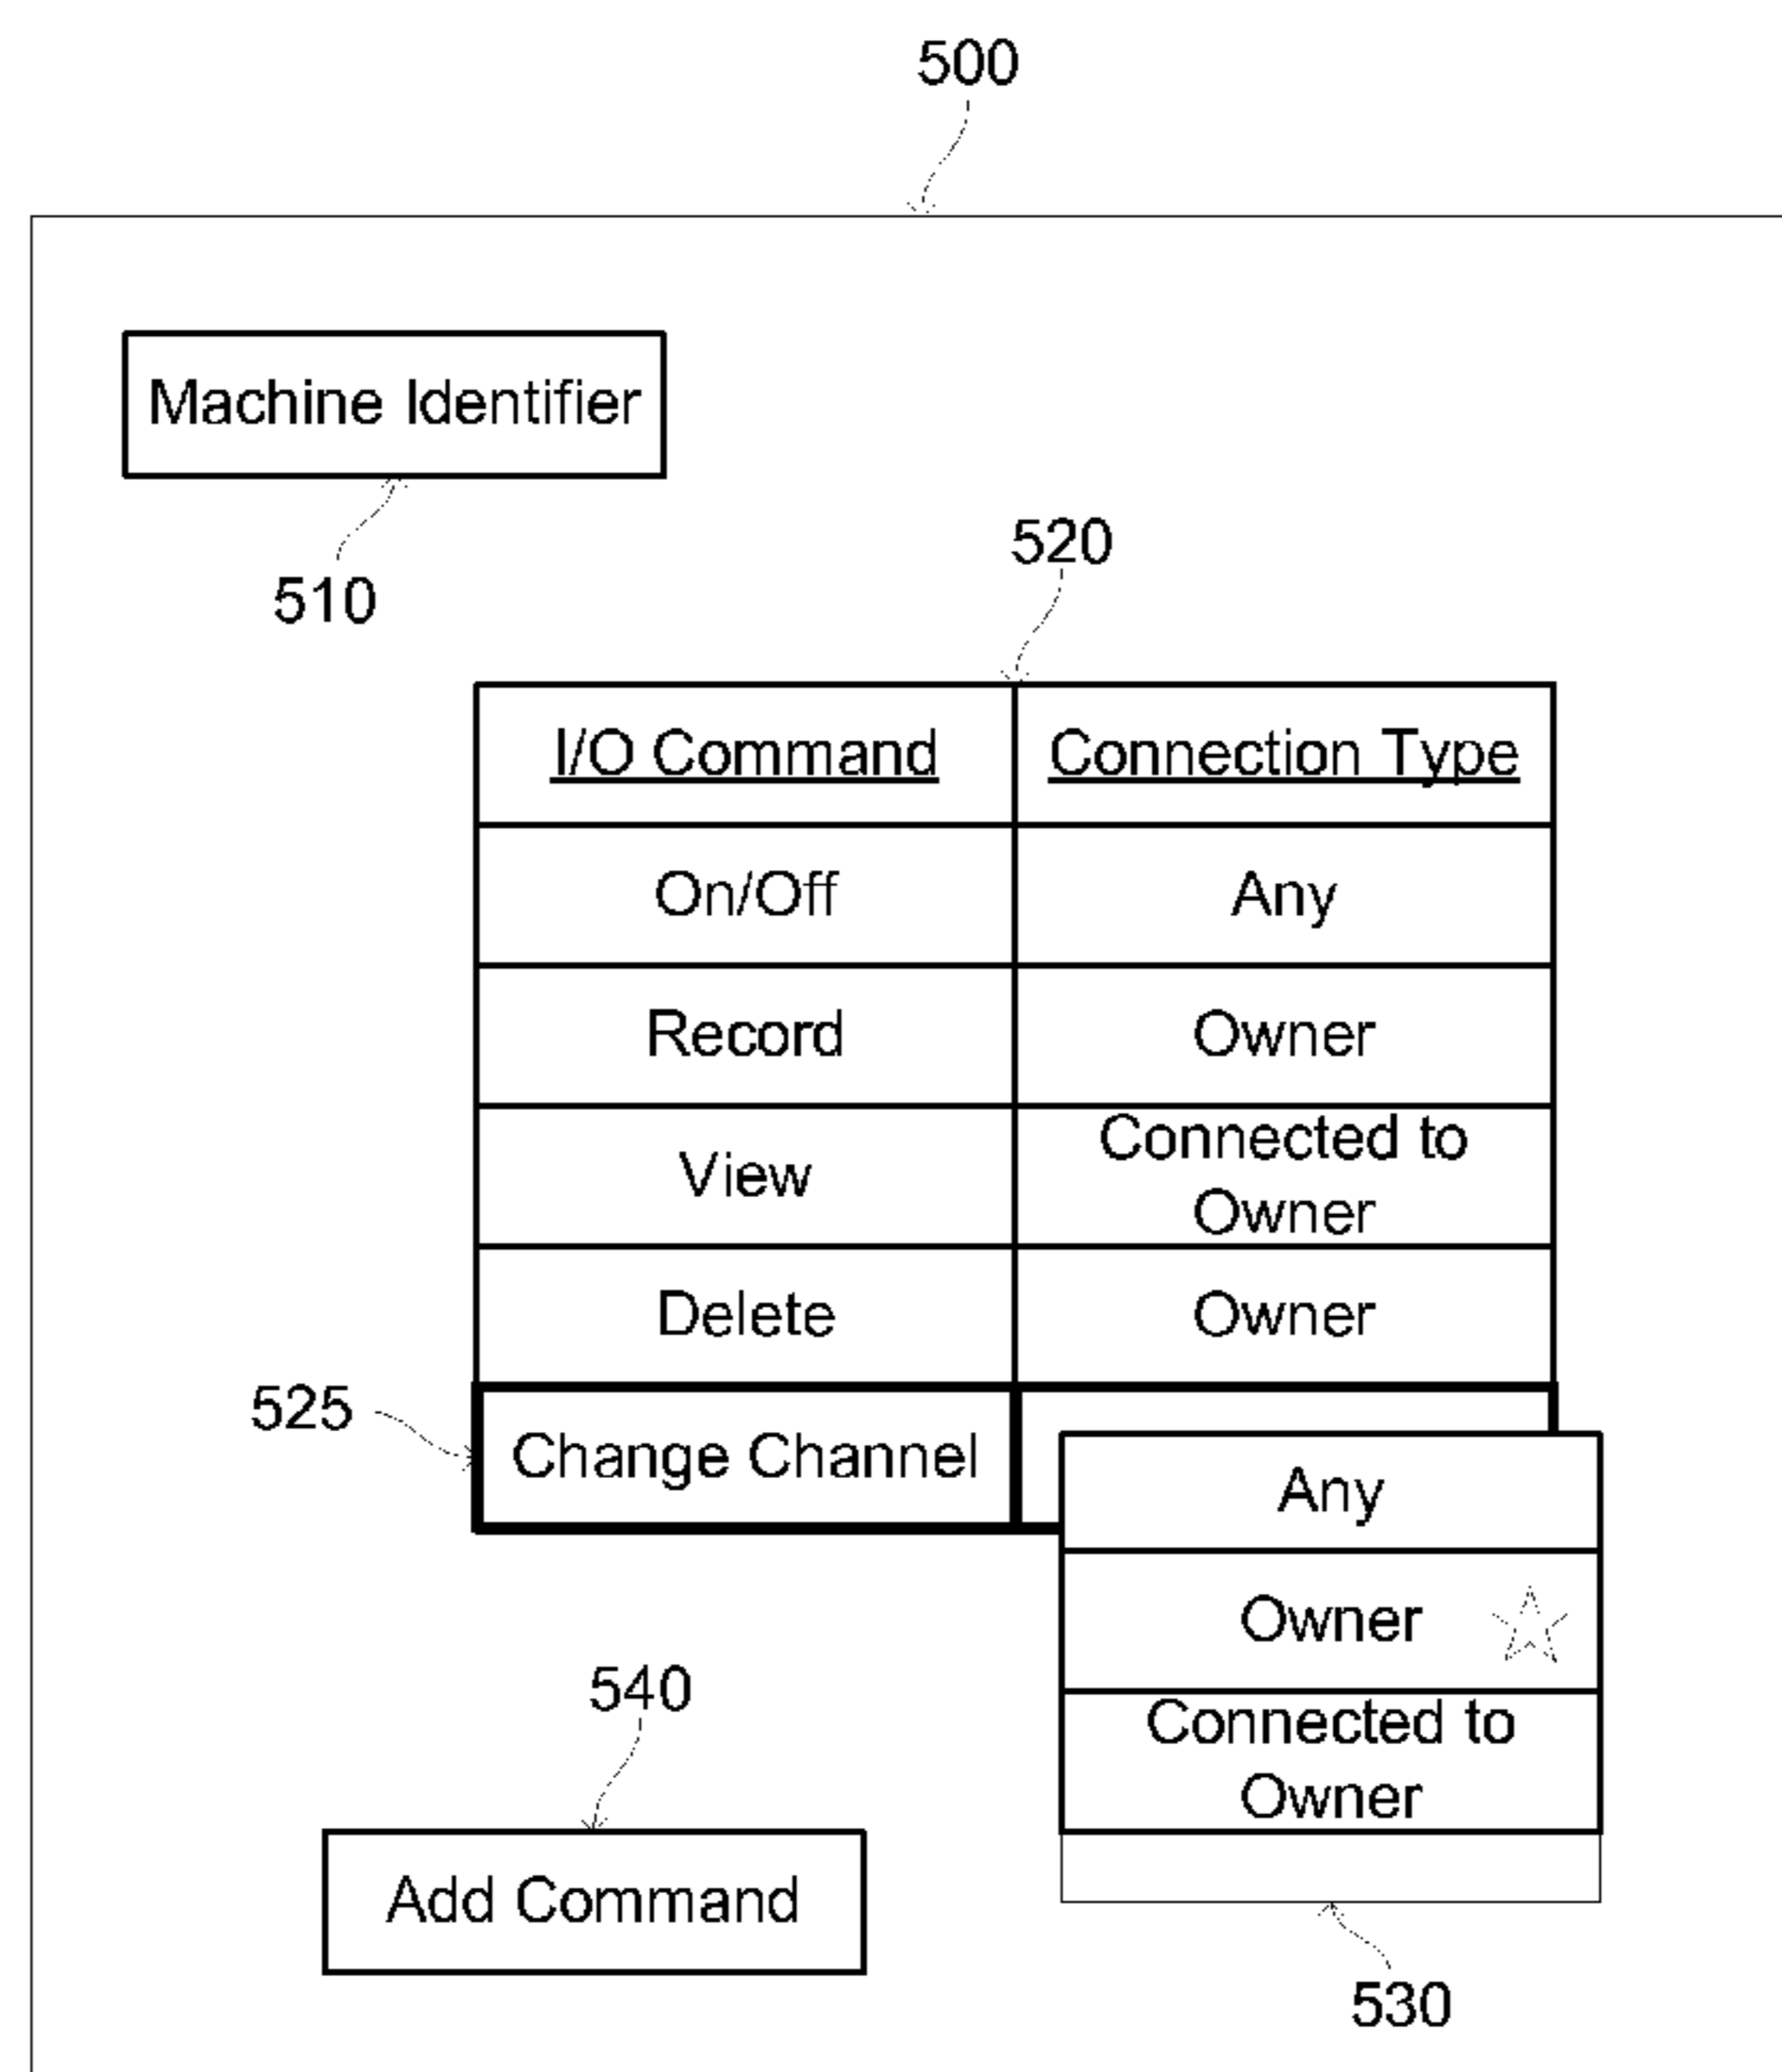 500
Machine Identifier
510
520
I/O Command Connection Type
On/Off Any
Record Owner
View Connected to
Owner
Delete Owner
525
Change Channel
Any
Owner
Connected to
Owner
540
Add Command
530